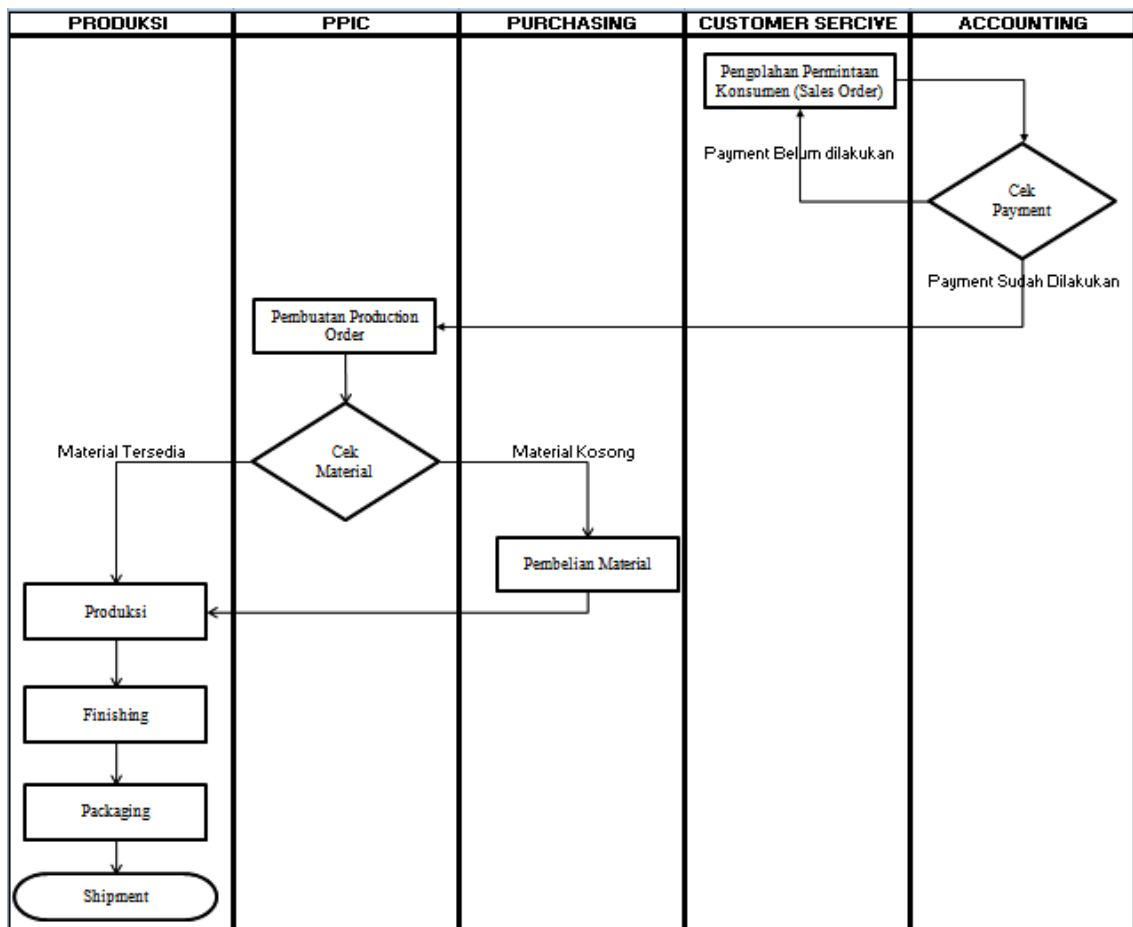 PRODUKSI
PPIC
PURCHASING
CUSTOMER SERCIVE
ACCOUNTING
Pengolahan Permintaan
Konsumen (Sales Order)
Payment Belum dilakukan
Cek
Payment
Payment Sudah Dilakukan
Pembuatan Production
Order
Cek
Material
Material Tersedia
Material Kosong
Pembelian Material
Produksi
Finishing
Packaging
Shipment